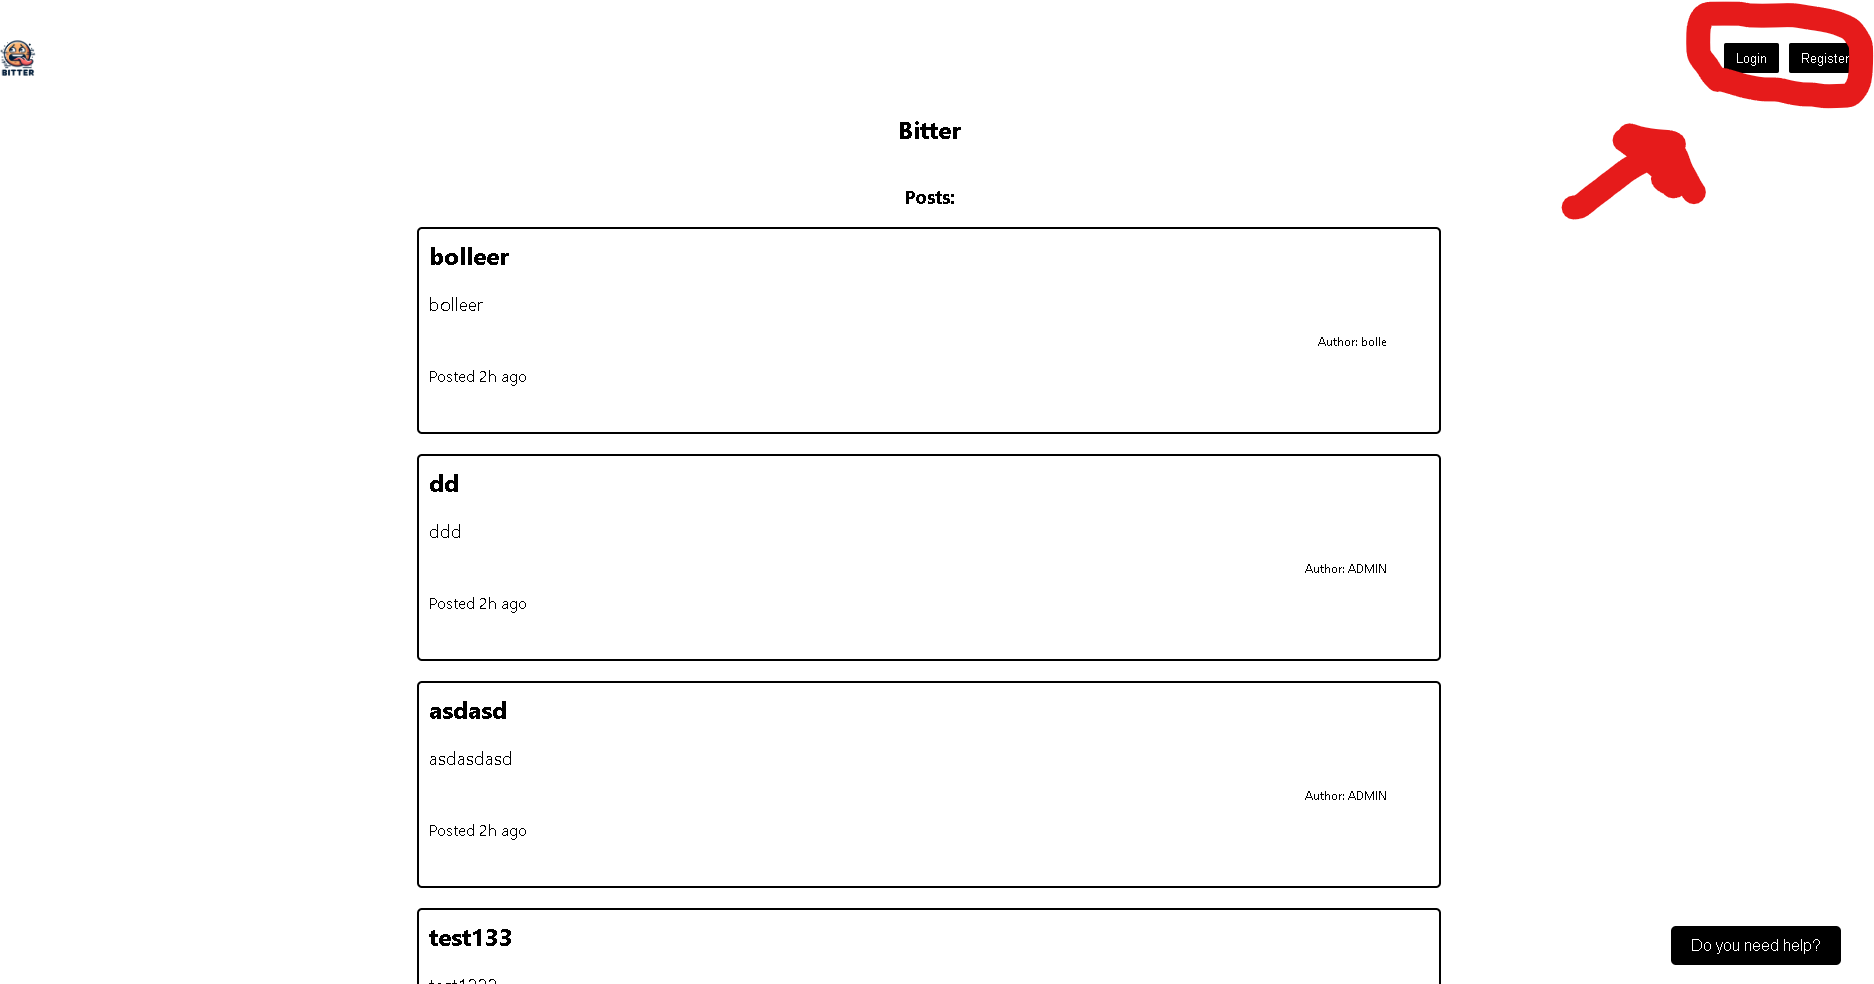 BITTER
Login Register
Bitter
Posts:
bolleer
bolleer
Author: bolle
Posted 2h ago
dd
ddd
Author: ADMIN
Posted 2h ago
asdasd
asdasdasd
Author: ADMIN
Posted 2h ago
test133
Do you need help?